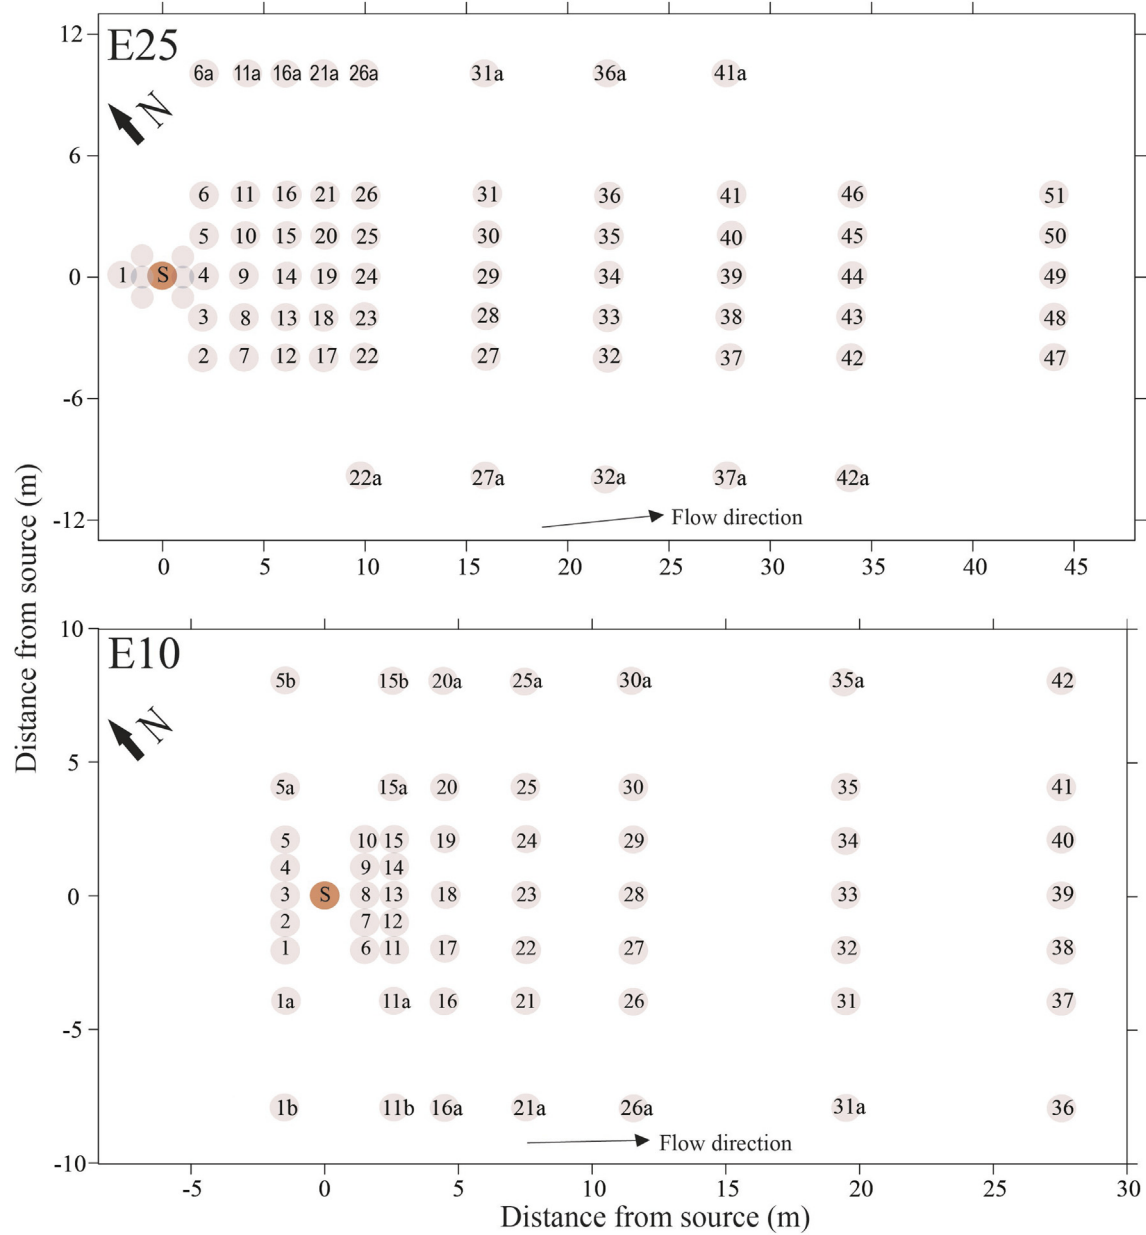 12
E25
6a 11a 16a 21a 26a 31a 36a 41a
N
6
6 11 16 21 26 31 36 41 46 51
5 10 15 20 25 30 35 40 45 50
0 1 S 4 9 14 19 24 29 34 39 44 49
3 8 13 18 23 28 33 38 43 48
2 7 12 17 22 27 32 37 42 47
-6
22a 27a 32a 37a 42a
-12
Flow direction
0 5 10 15 20 25 30 35 40 45
Distance from source (m)
10
E10
5b 15b 20a 25a 30a 35a 42
N
5
5a 15a 20 25 30 35 41
5 10 15 19 24 29 34 40
4 9 14
0 3 S 8 13 18 23 28 33 39
2 7 12
1 6 11 17 22 27 32 38
1a 11a 16 21 26 31 37
-5
1b 11b 16a 21a 26a 31a 36
Flow direction
-10
-5 0 5 10 15 20 25 30
Distance from source (m)